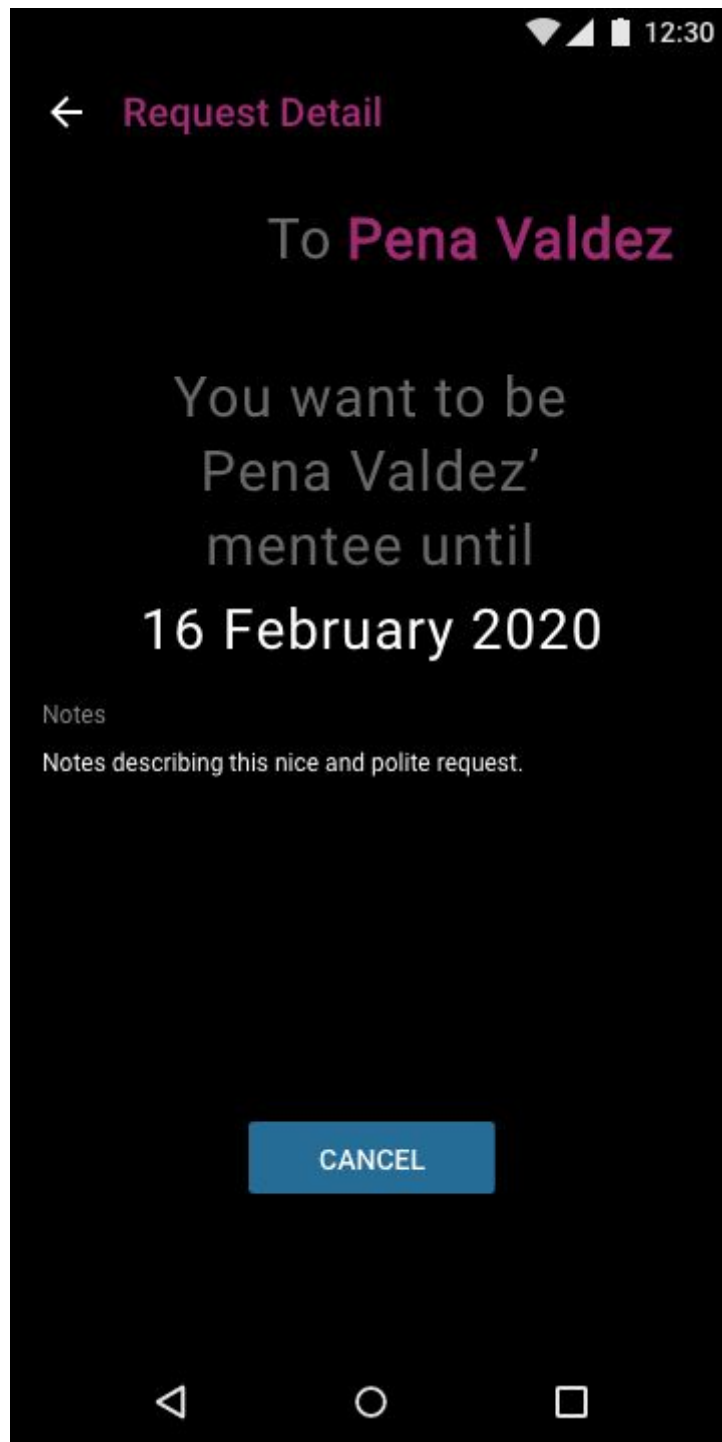 12:30
Request Detail
To Pena Valdez
You want to be
Pena Valdez’
mentee until
16 February 2020
Notes
Notes describing this nice and polite request.
CANCEL